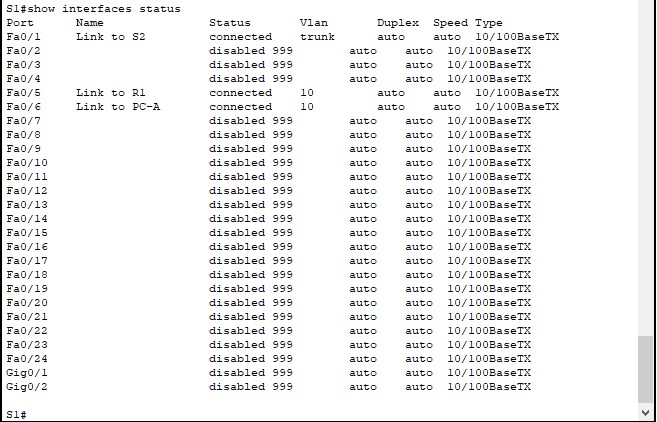 S1#show interfaces status
Port Name Status Vlan Duplex Speed Type
Fa0/1 Link to S2 connected trunk auto auto 10/100BaseTX
Fa0/2 disabled 999 auto auto 10/100BaseTX
Fa0/3 disabled 999 auto auto 10/100BaseTX
Fa0/4 disabled 999 auto auto 10/100BaseTX
Fa0/5 Link to R1 connected 10 auto auto 10/100BaseTX
Fa0/6 Link to PC-A connected 10 auto auto 10/100BaseTX
Fa0/7 disabled 999 auto auto 10/100BaseTX
Fa0/8 disabled 999 auto auto 10/100BaseTX
Fa0/9 disabled 999 auto auto 10/100BaseTX
Fa0/10 disabled 999 auto auto 10/100BaseTX
Fa0/11 disabled 999 auto auto 10/100BaseTX
Fa0/12 disabled 999 auto auto 10/100BaseTX
Fa0/13 disabled 999 auto auto 10/100BaseTX
Fa0/14 disabled 999 auto auto 10/100BaseTX
Fa0/15 disabled 999 auto auto 10/100BaseTX
Fa0/16 disabled 999 auto auto 10/100BaseTX
Fa0/17 disabled 999 auto auto 10/100BaseTX
Fa0/18 disabled 999 auto auto 10/100BaseTX
Fa0/19 disabled 999 auto auto 10/100BaseTX
Fa0/20 disabled 999 auto auto 10/100BaseTX
Fa0/21 disabled 999 auto auto 10/100BaseTX
Fa0/22 disabled 999 auto auto 10/100BaseTX
Fa0/23 disabled 999 auto auto 10/100BaseTX
Fa0/24 disabled 999 auto auto 10/100BaseTX
Gig0/1 disabled 999 auto auto 10/100BaseTX
Gig0/2 disabled 999 auto auto 10/100BaseTX
S1#